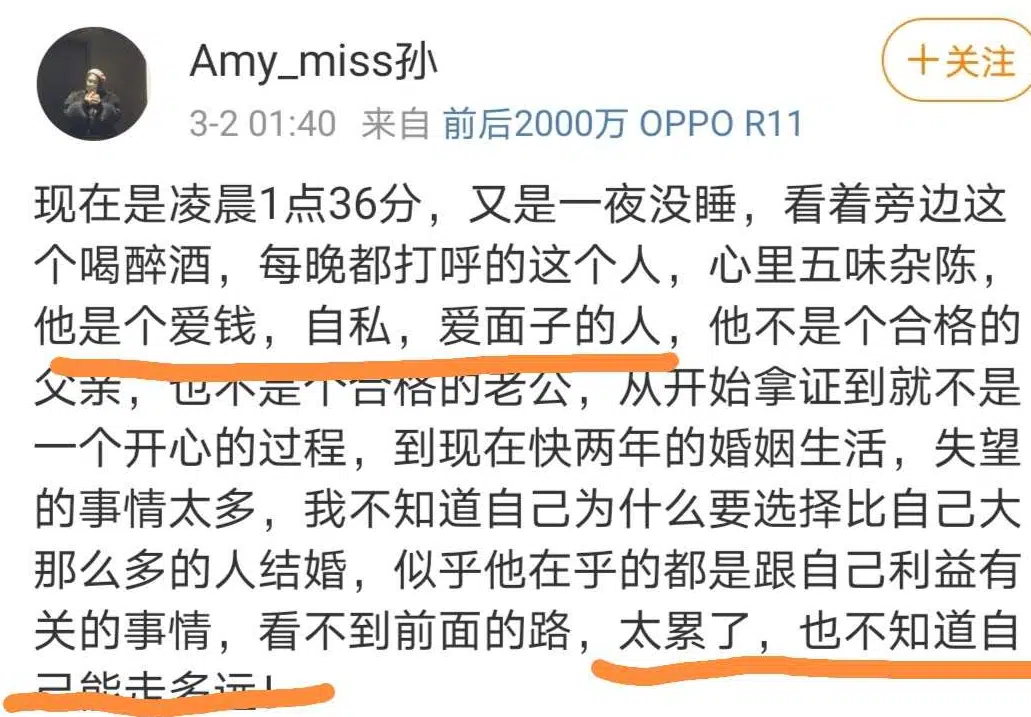 Amy_miss孙
+关注
3-2 01:40 来自 前后2000万 OPPO R11
现在是凌晨1点36分，又是一夜没睡，看着旁边这
个喝醉酒，每晚都打呼的这个人，心里五味杂陈，
他是个爱钱，自私，爱面子的人，他不是个合格的
父亲，也不是个合格的老公，从开始拿证到就不是
一个开心的过程，到现在快两年的婚姻生活，失望
的事情太多，我不知道自己为什么要选择比自己大
那么多的人结婚，似乎他在乎的都是跟自己利益有
关的事情，看不到前面的路，太累了，也不知道自
己能走多远！